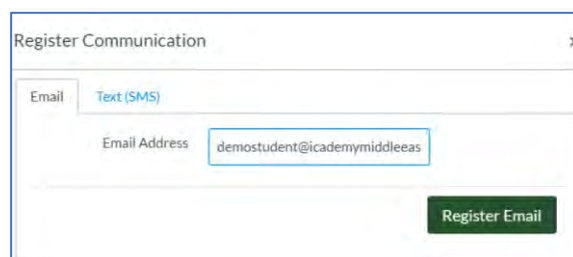 Register Communication
Email Text (SMS)
Email Address demostudent@icademymiddleeas
Register Email